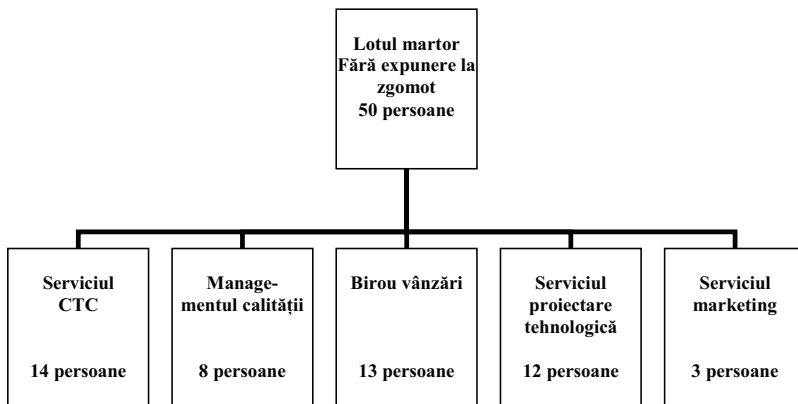 Lotul martor
Fără expunere la
zgomot
50 persoane
Serviciul
CTC
14 persoane
Manage-
mentul calității
8 persoane
Birou vânzări
13 persoane
Serviciul
proiectare
tehnologică
12 persoane
Serviciul
marketing
3 persoane